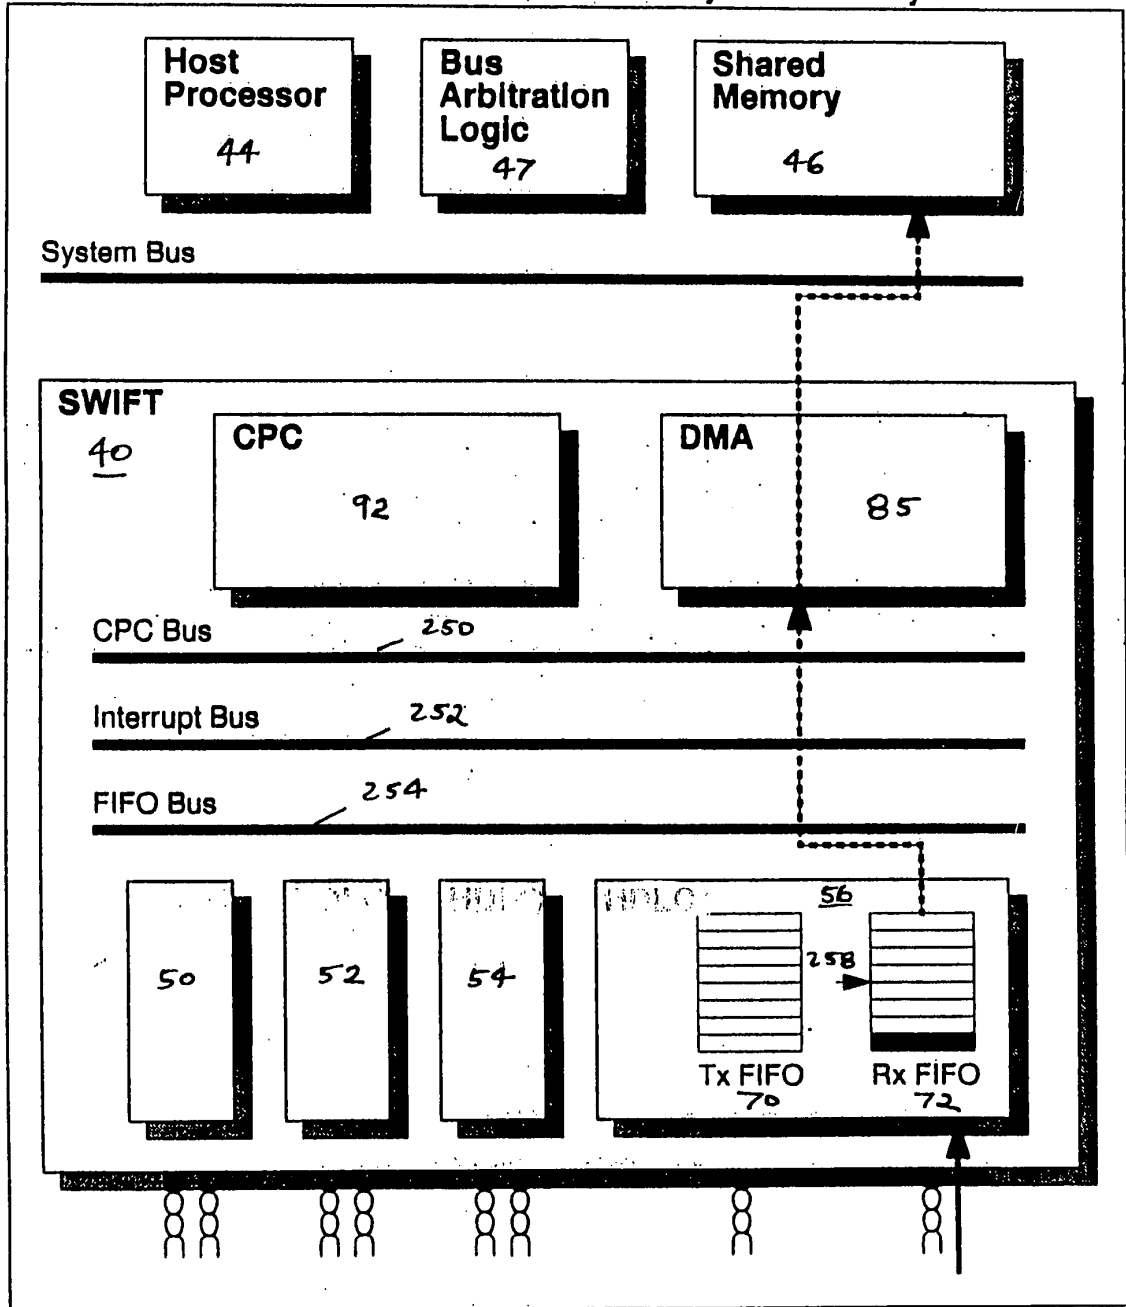 Host
Processor
44
Bus
Arbitration
Logic
47
Shared
Memory
46
System Bus
SWIFT
40
CPC
92
DMA
85
CPC Bus
250
Interrupt Bus
252
FIFO Bus
254
50
52
54
HDLC
56
258
Tx FIFO
70
Rx FIFO
72